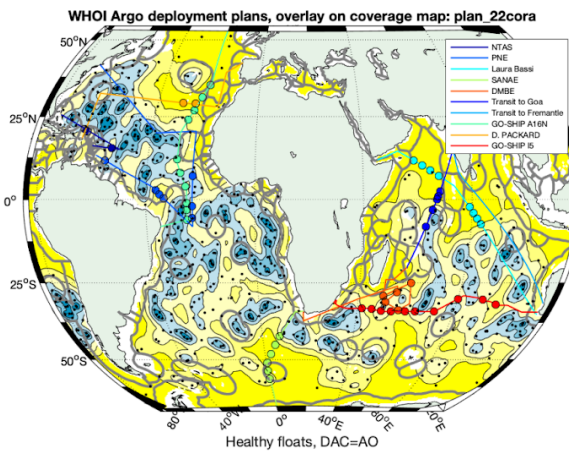 WHOI Argo deployment plans, overlay on coverage map: plan_22cora
50°N
25°N
0°
25°S
50°S
NTAS
PNE
Laura Bassi
SANAE
DMBE
Transit to Goa
Transit to Fremantle
GO-SHIP A16N
D. PACKARD
GO-SHIP I5
80°W
40°W
0°
40°E
80°E
120°E
Healthy floats, DAC=AO